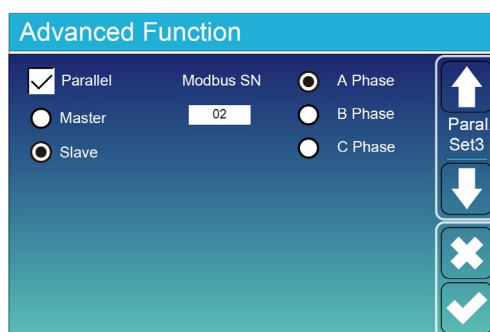 Advanced Function
Parallel Modbus SN A Phase
Master 02 B Phase
Slave C Phase
Paral.
Set3